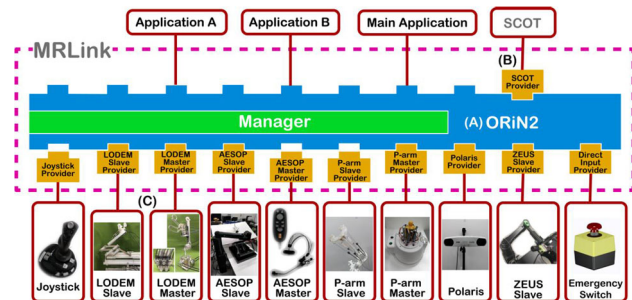 Application A
Application B
Main Application
SCOT
MRLink
(B)
SCOT
Provider
Manager
(A) ORiN2
Joystick
Provider
LODEM
Slave
Provider
LODEM
Master
Provider
AESOP
Slave
Provider
AESOP
Master
Provider
P-arm
Slave
Provider
P-arm
Master
Provider
Polaris
Provider
ZEUS
Slave
Provider
Direct
Input
Provider
(C)
Joystick
LODEM
Slave
LODEM
Master
AESOP
Slave
AESOP
Master
P-arm
Slave
P-arm
Master
Polaris
ZEUS
Slave
Emergency
Switch